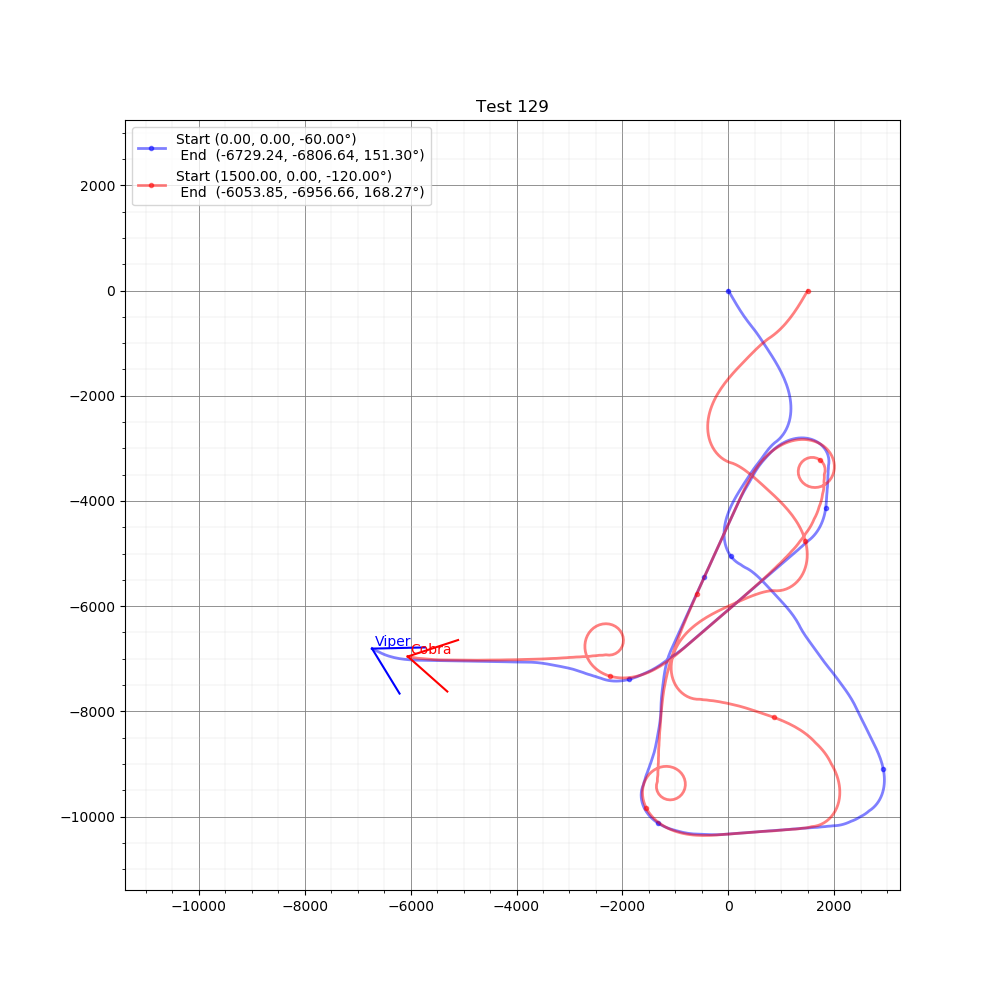 Test 129
Start (0.00, 0.00, -60.00°)
End  (-6729.24, -6806.64, 151.30°)
Start (1500.00, 0.00, -120.00°)
End  (-6053.85, -6956.66, 168.27°)
2000
0
−2000
−4000
−6000
−8000
−10000
Viper
Cobra
−10000
−8000
−6000
−4000
−2000
0
2000